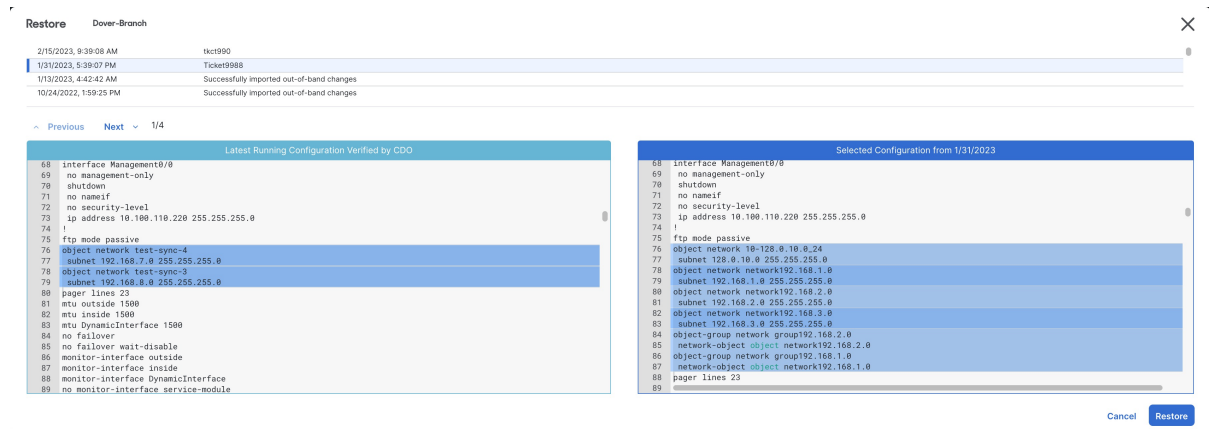 Restore Dover-Branch
2/15/2023, 9:39:08 AM tkct990
1/31/2023, 5:39:07 PM Ticket9988
1/13/2023, 4:42:42 AM Successfully imported out-of-band changes
10/24/2022, 1:59:25 PM Successfully imported out-of-band changes
Previous Next 1/4
Latest Running Configuration Verified by CDO
68 interface Management0/0
69 no management-only
70 shutdown
71 no nameif
72 no security-level
73 ip address 10.100.110.220 255.255.255.0
74 !
75 ftp mode passive
76 object network test-sync-4
77 subnet 192.168.7.0 255.255.255.0
78 object network test-sync-3
79 subnet 192.168.8.0 255.255.255.0
80 pager lines 23
81 mtu outside 1500
82 mtu inside 1500
83 mtu DynamicInterface 1500
84 no failover
85 no failover wait-disable
86 monitor-interface outside
87 monitor-interface inside
88 monitor-interface DynamicInterface
89 no monitor-interface service-module
Selected Configuration from 1/31/2023
68 interface Management0/0
69 no management-only
70 shutdown
71 no nameif
72 no security-level
73 ip address 10.100.110.220 255.255.255.0
74 !
75 ftp mode passive
76 object network 10-128.0.10.0_24
77 subnet 128.0.10.0 255.255.255.0
78 object network network192.168.1.0
79 subnet 192.168.1.0 255.255.255.0
80 object network network192.168.2.0
81 subnet 192.168.2.0 255.255.255.0
82 object network network192.168.3.0
83 subnet 192.168.3.0 255.255.255.0
84 object-group network group192.168.2.0
85 network-object object network192.168.2.0
86 object-group network group192.168.1.0
87 network-object object network192.168.1.0
88 pager lines 23
89
Cancel Restore